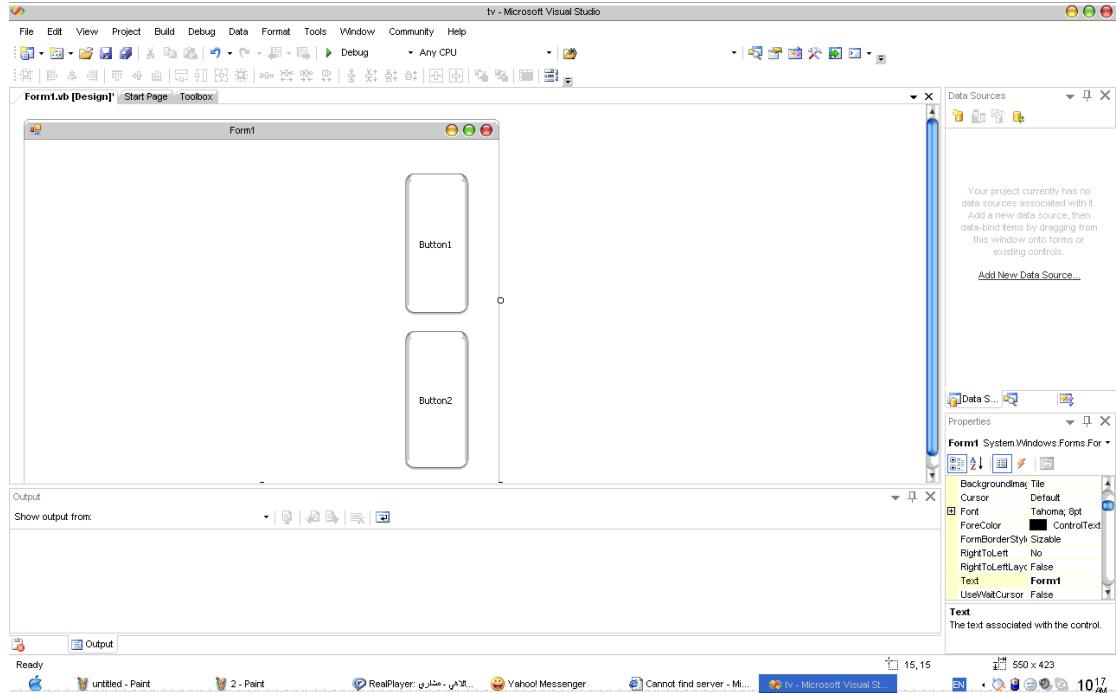 tv - Microsoft Visual Studio
File Edit View Project Build Debug Data Format Tools Window Community Help
Debug Any CPU
Form1.vb [Design]* Start Page Toolbox
Form1
Button1
Button2
Data Sources
Your project currently has no
data sources associated with it.
Add a new data source, then
data-bind items by dragging from
this window onto forms or
existing controls.
Add New Data Source...
Data S...
Properties
Form1 System.Windows.Forms.For
BackgroundImag Tile
Cursor Default
Font Tahoma; 8pt
ForeColor ControlText
FormBorderStyl Sizable
RightToLeft No
RightToLeftLayc False
Text Form1
UseWaitCursor False
Text
The text associated with the control.
Output
Show output from:
Output
Ready 15, 15 550 x 423
untitled - Paint 2 - Paint RealPlayer: الاهي - مشاري... Yahoo! Messenger Cannot find server - Mi... tv - Microsoft Visual St... EN 10 17 AM